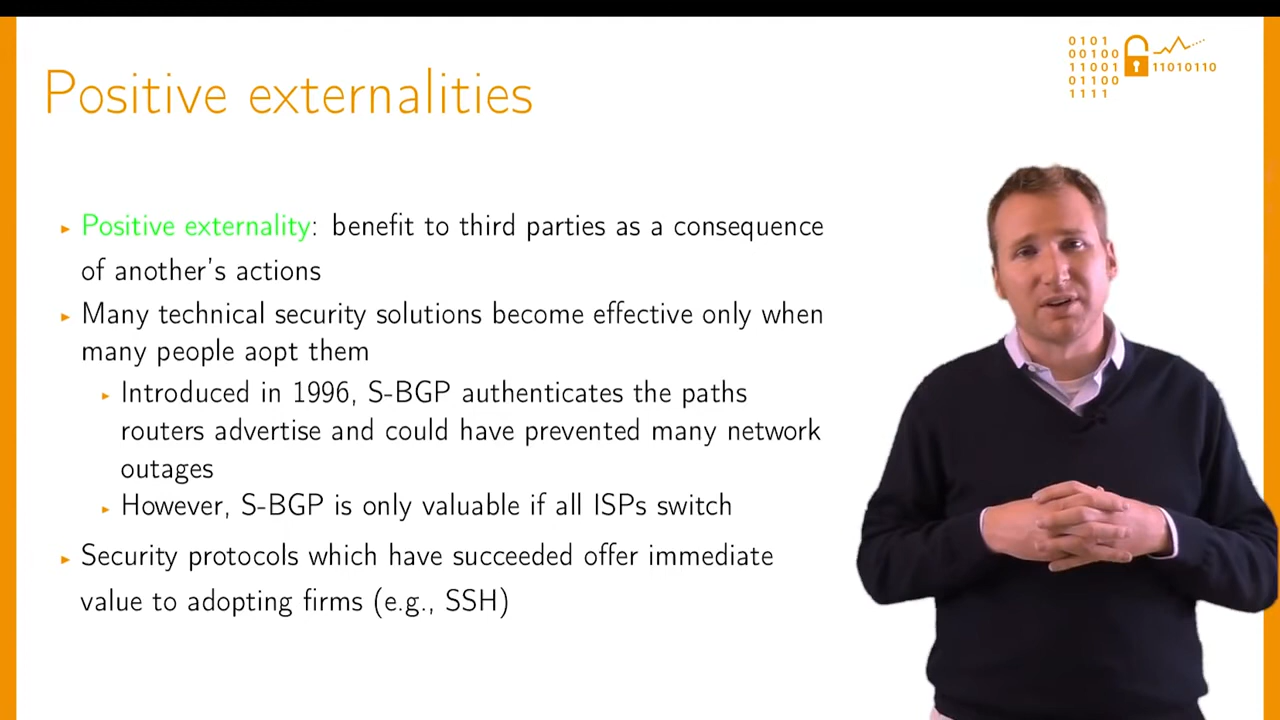 Positive externalities
0101
00100
11001
01100
1111
11010110
▸ Positive externality: benefit to third parties as a consequence
of another's actions
▸ Many technical security solutions become effective only when
many people aopt them
▸ Introduced in 1996, S-BGP authenticates the paths
routers advertise and could have prevented many network
outages
▸ However, S-BGP is only valuable if all ISPs switch
▸ Security protocols which have succeeded offer immediate
value to adopting firms (e.g., SSH)